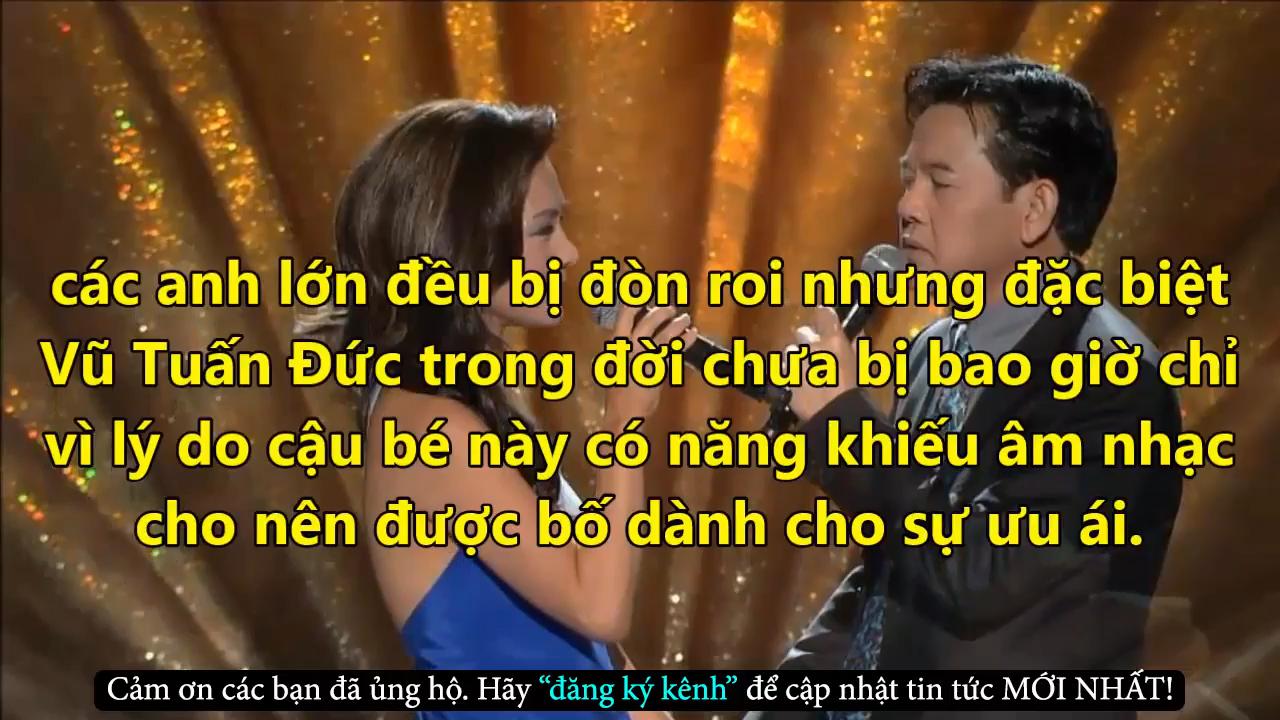 các anh lớn đều bị đòn roi nhưng đặc biệt
Vũ Tuấn Đức trong đời chưa bị bao giờ chỉ
vì lý do cậu bé này có năng khiếu âm nhạc
cho nên được bố dành cho sự ưu ái.
Cảm ơn các bạn đã ủng hộ. Hãy “đăng ký kênh” để cập nhật tin tức MỚI NHẤT!